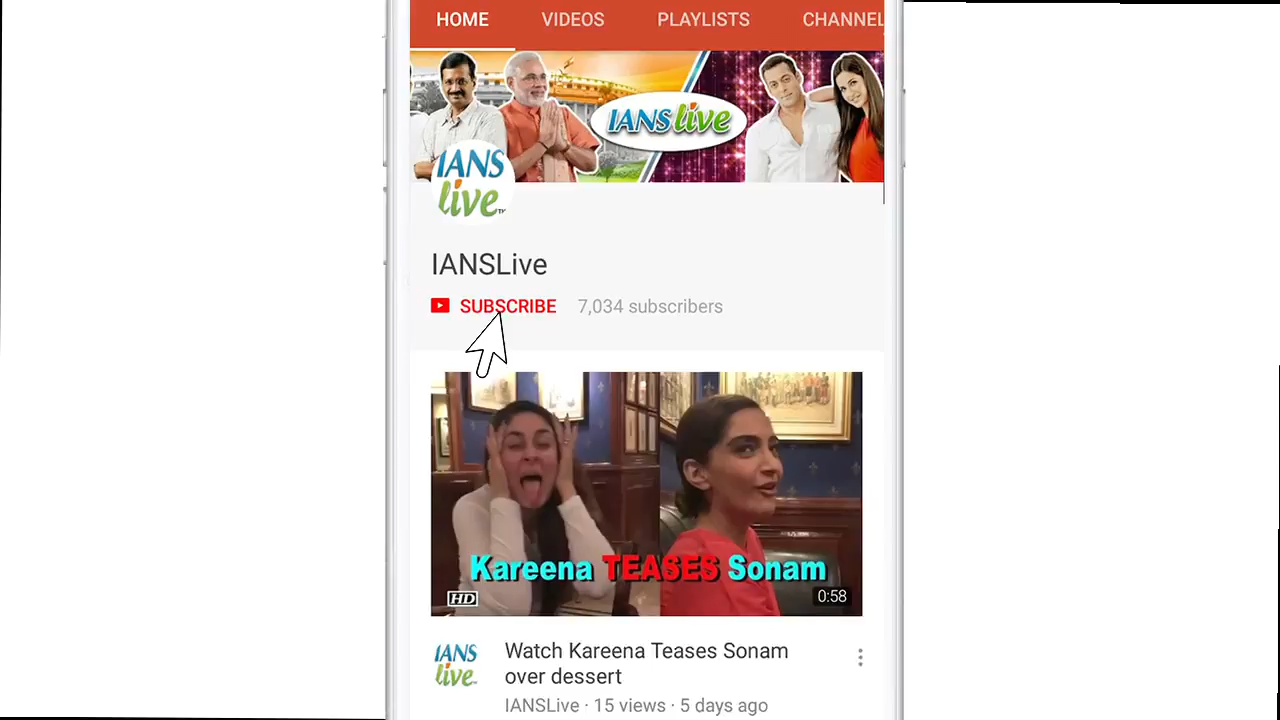 HOME VIDEOS PLAYLISTS CHANNEL
IANS live
IANS
live™
IANSLive
SUBSCRIBE 7,034 subscribers
Kareena TEASES Sonam
HD 0:58
IANS
live
Watch Kareena Teases Sonam
over dessert
IANSLive · 15 views · 5 days ago